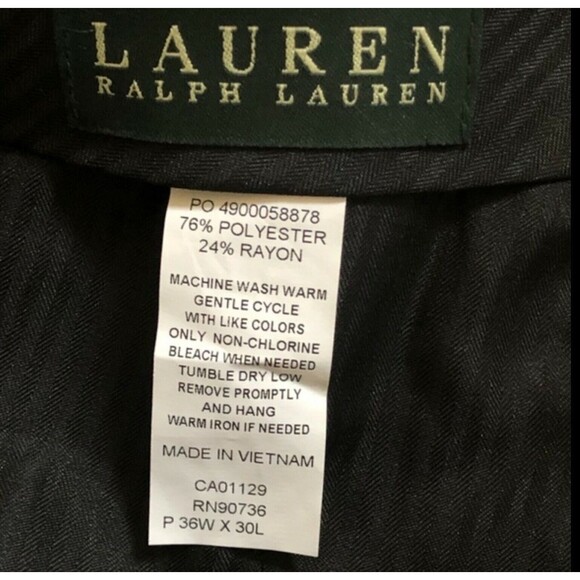 LAUREN
RALPH LAUREN
PO 4900058878
76% POLYESTER
24% RAYON
MACHINE WASH WARM
GENTLE CYCLE
WITH LIKE COLORS
ONLY NON-CHLORINE
BLEACH WHEN NEEDED
TUMBLE DRY LOW
REMOVE PROMPTLY
AND HANG
WARM IRON IF NEEDED
MADE IN VIETNAM
CA01129
RN90736
P 36W X 30L